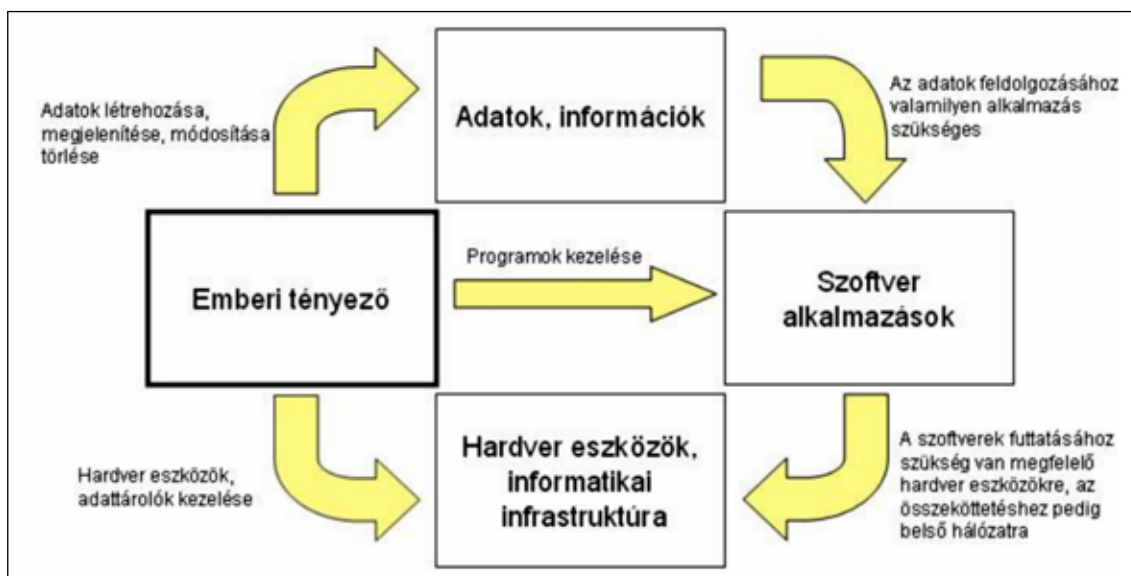 Adatok létrehozása,
megjelenítése, módosítása
törlése
Adatok, információk
Az adatok feldolgozásához
valamilyen alkalmazás
szükséges
Emberi tényező
Programok kezelése
Szoftver
alkalmazások
Hardver eszközök,
adattárolók kezelése
Hardver eszközök,
informatikai
infrastruktúra
A szoftverek futtatásához
szükség van megfelelő
hardver eszközökre, az
összeköttetéshez pedig
belső hálózatra